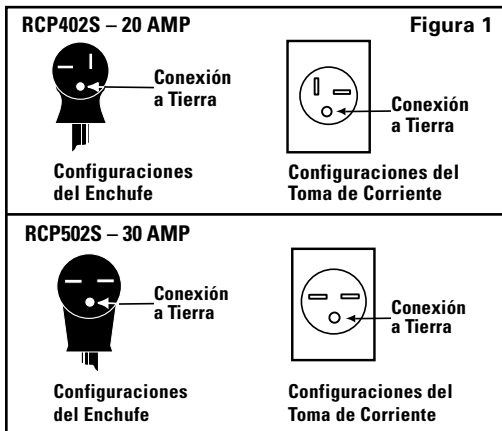 RCP402S – 20 AMP
Figura 1
Conexión
a Tierra
Conexión
a Tierra
Configuraciones
del Enchufe
Configuraciones del
Toma de Corriente
RCP502S – 30 AMP
Conexión
a Tierra
Conexión
a Tierra
Configuraciones
del Enchufe
Configuraciones del
Toma de Corriente